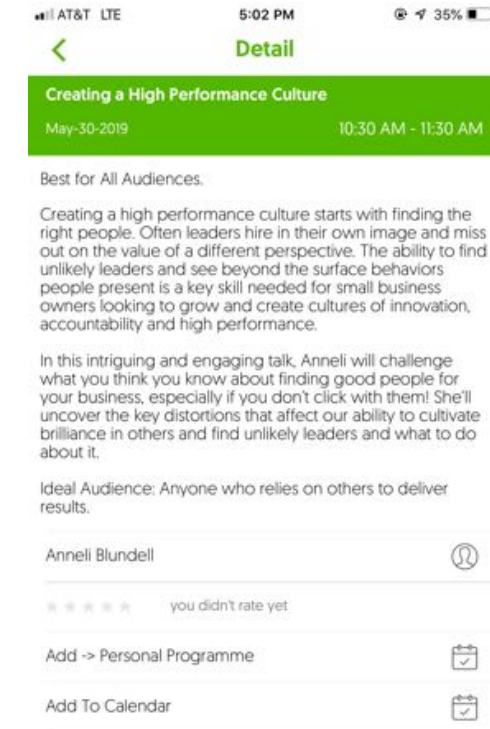 AT&T LTE 5:02 PM 35%
Detail
Creating a High Performance Culture
May-30-2019 10:30 AM - 11:30 AM
Best for All Audiences.
Creating a high performance culture starts with finding the
right people. Often leaders hire in their own image and miss
out on the value of a different perspective. The ability to find
unlikely leaders and see beyond the surface behaviors
people present is a key skill needed for small business
owners looking to grow and create cultures of innovation,
accountability and high performance.
In this intriguing and engaging talk, Anneli will challenge
what you think you know about finding good people for
your business, especially if you don't click with them! She'll
uncover the key distortions that affect our ability to cultivate
brilliance in others and find unlikely leaders and what to do
about it.
Ideal Audience: Anyone who relies on others to deliver
results.
Anneli Blundell
you didn't rate yet
Add -> Personal Programme
Add To Calendar